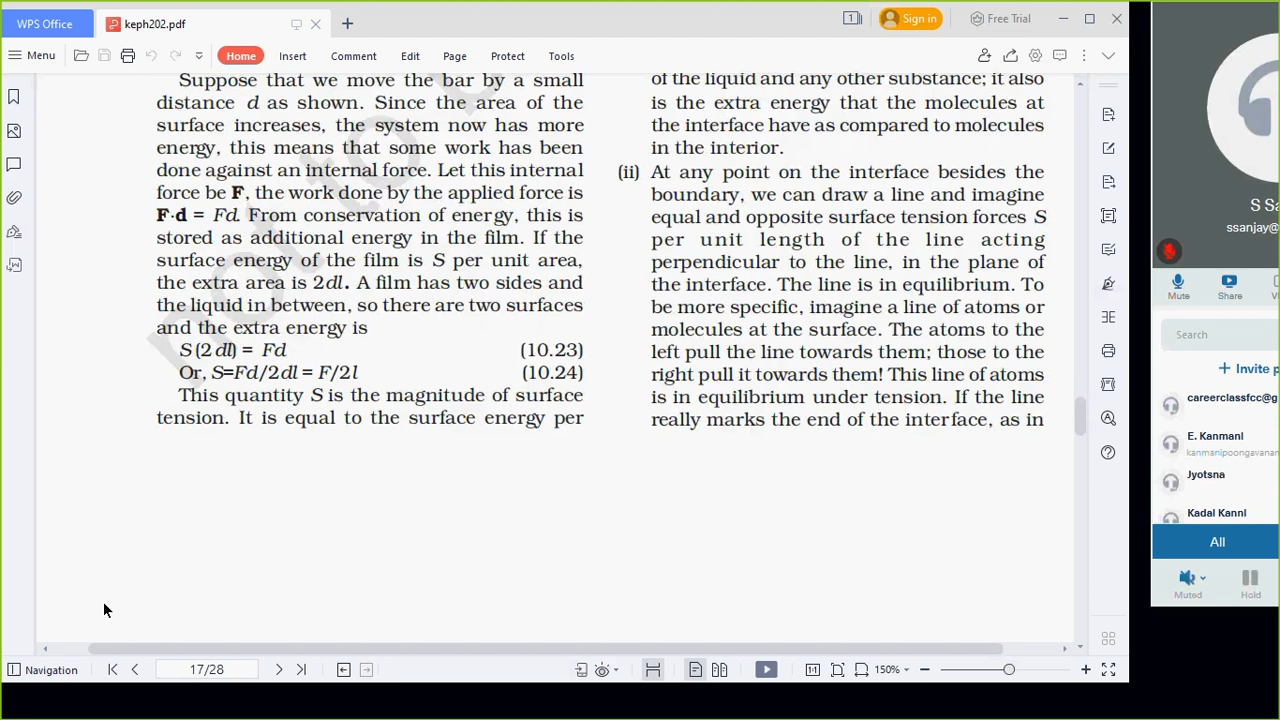 WPS Office
keph202.pdf
1
Sign in
Free Trial
Menu
Home
Insert
Comment
Edit
Page
Protect
Tools
Suppose that we move the bar by a small
distance d as shown. Since the area of the
surface increases, the system now has more
energy, this means that some work has been
done against an internal force. Let this internal
force be F, the work done by the applied force is
F·d = Fd. From conservation of energy, this is
stored as additional energy in the film. If the
surface energy of the film is S per unit area,
the extra area is 2dl. A film has two sides and
the liquid in between, so there are two surfaces
and the extra energy is
S (2dl) = Fd (10.23)
Or, S=Fd/2dl = F/2l (10.24)
This quantity S is the magnitude of surface
tension. It is equal to the surface energy per
of the liquid and any other substance; it also
is the extra energy that the molecules at
the interface have as compared to molecules
in the interior.
(ii) At any point on the interface besides the
boundary, we can draw a line and imagine
equal and opposite surface tension forces S
per unit length of the line acting
perpendicular to the line, in the plane of
the interface. The line is in equilibrium. To
be more specific, imagine a line of atoms or
molecules at the surface. The atoms to the
left pull the line towards them; those to the
right pull it towards them! This line of atoms
is in equilibrium under tension. If the line
really marks the end of the interface, as in
not to
Navigation
17/28
150%
S Sa
ssanjay@
Mute
Share
Search
+ Invite p
careerclassfcc@g
E. KanmanI
kanmanipoongavanan
Jyotsna
Kadal KannI
All
Muted
Hold